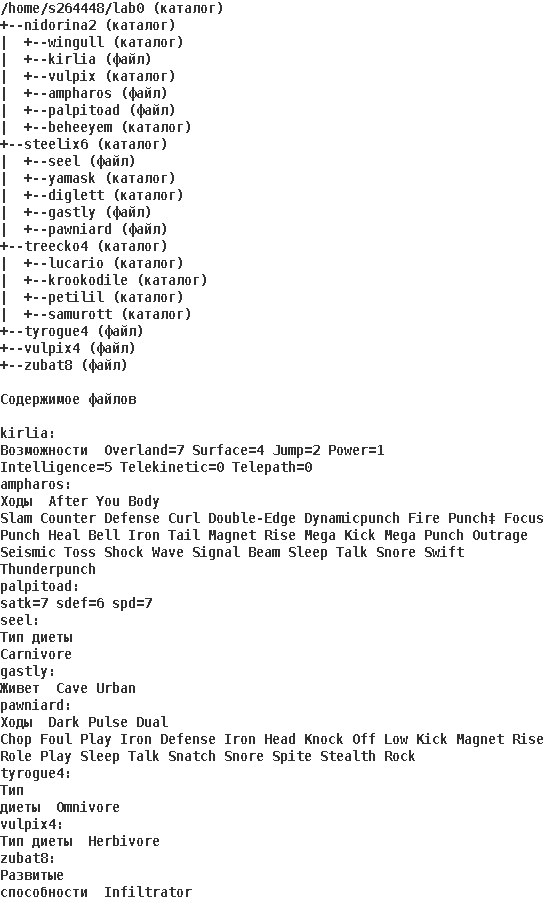 /home/s264448/lab0 (каталог)
+--nidorina2 (каталог)
|  +--wingull (каталог)
|  +--kirlia (файл)
|  +--vulpix (каталог)
|  +--ampharos (файл)
|  +--palpitoad (файл)
|  +--beheeyem (каталог)
+--steelix6 (каталог)
|  +--seel (файл)
|  +--yamask (каталог)
|  +--diglett (каталог)
|  +--gastly (файл)
|  +--pawniard (файл)
+--treecko4 (каталог)
|  +--lucario (каталог)
|  +--krookodile (каталог)
|  +--petilil (каталог)
|  +--samurott (каталог)
+--tyrogue4 (файл)
+--vulpix4 (файл)
+--zubat8 (файл)

Содержимое файлов

kirlia:
Возможности  Overland=7 Surface=4 Jump=2 Power=1
Intelligence=5 Telekinetic=0 Telepath=0
ampharos:
Ходы  After You Body
Slam Counter Defense Curl Double-Edge Dynamicpunch Fire Punch‡ Focus
Punch Heal Bell Iron Tail Magnet Rise Mega Kick Mega Punch Outrage
Seismic Toss Shock Wave Signal Beam Sleep Talk Snore Swift
Thunderpunch
palpitoad:
satk=7 sdef=6 spd=7
seel:
Тип диеты
Carnivore
gastly:
Живет  Cave Urban
pawniard:
Ходы  Dark Pulse Dual
Chop Foul Play Iron Defense Iron Head Knock Off Low Kick Magnet Rise
Role Play Sleep Talk Snatch Snore Spite Stealth Rock
tyrogue4:
Тип
диеты  Omnivore
vulpix4:
Тип диеты  Herbivore
zubat8:
Развитые
способности  Infiltrator